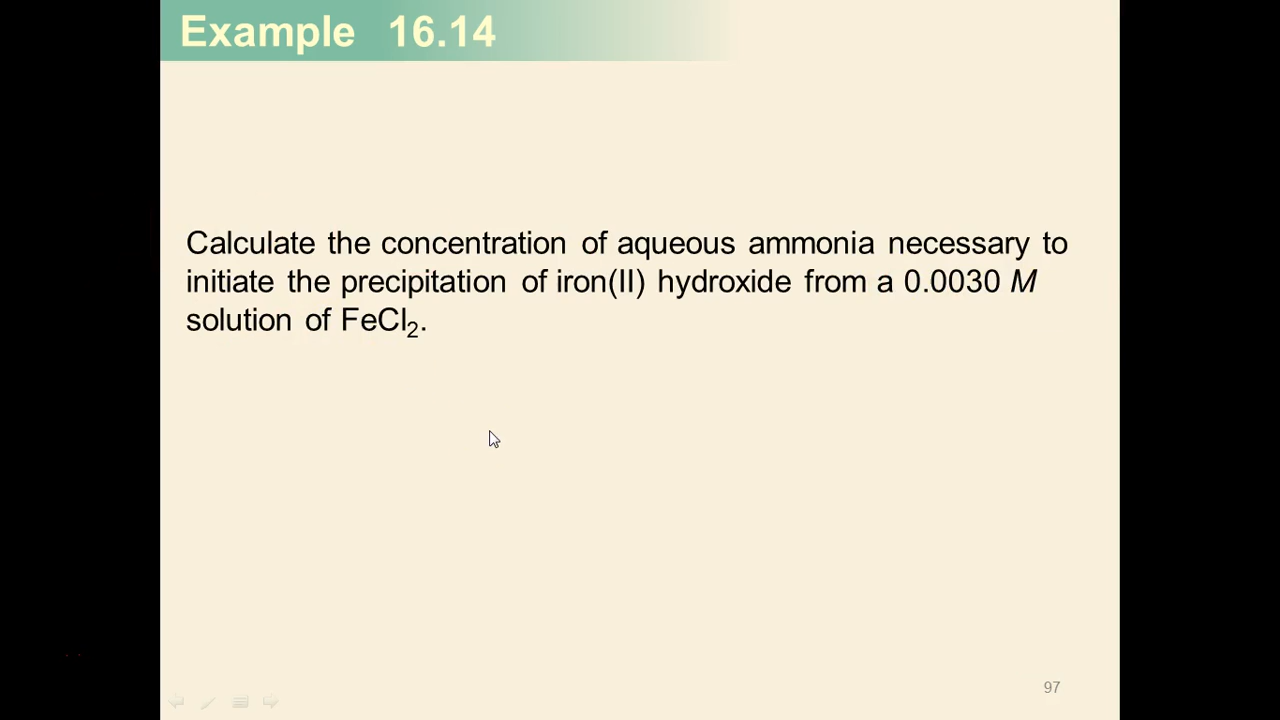 Example 16.14
Calculate the concentration of aqueous ammonia necessary to
initiate the precipitation of iron(II) hydroxide from a 0.0030 M
solution of FeCl₂.
97